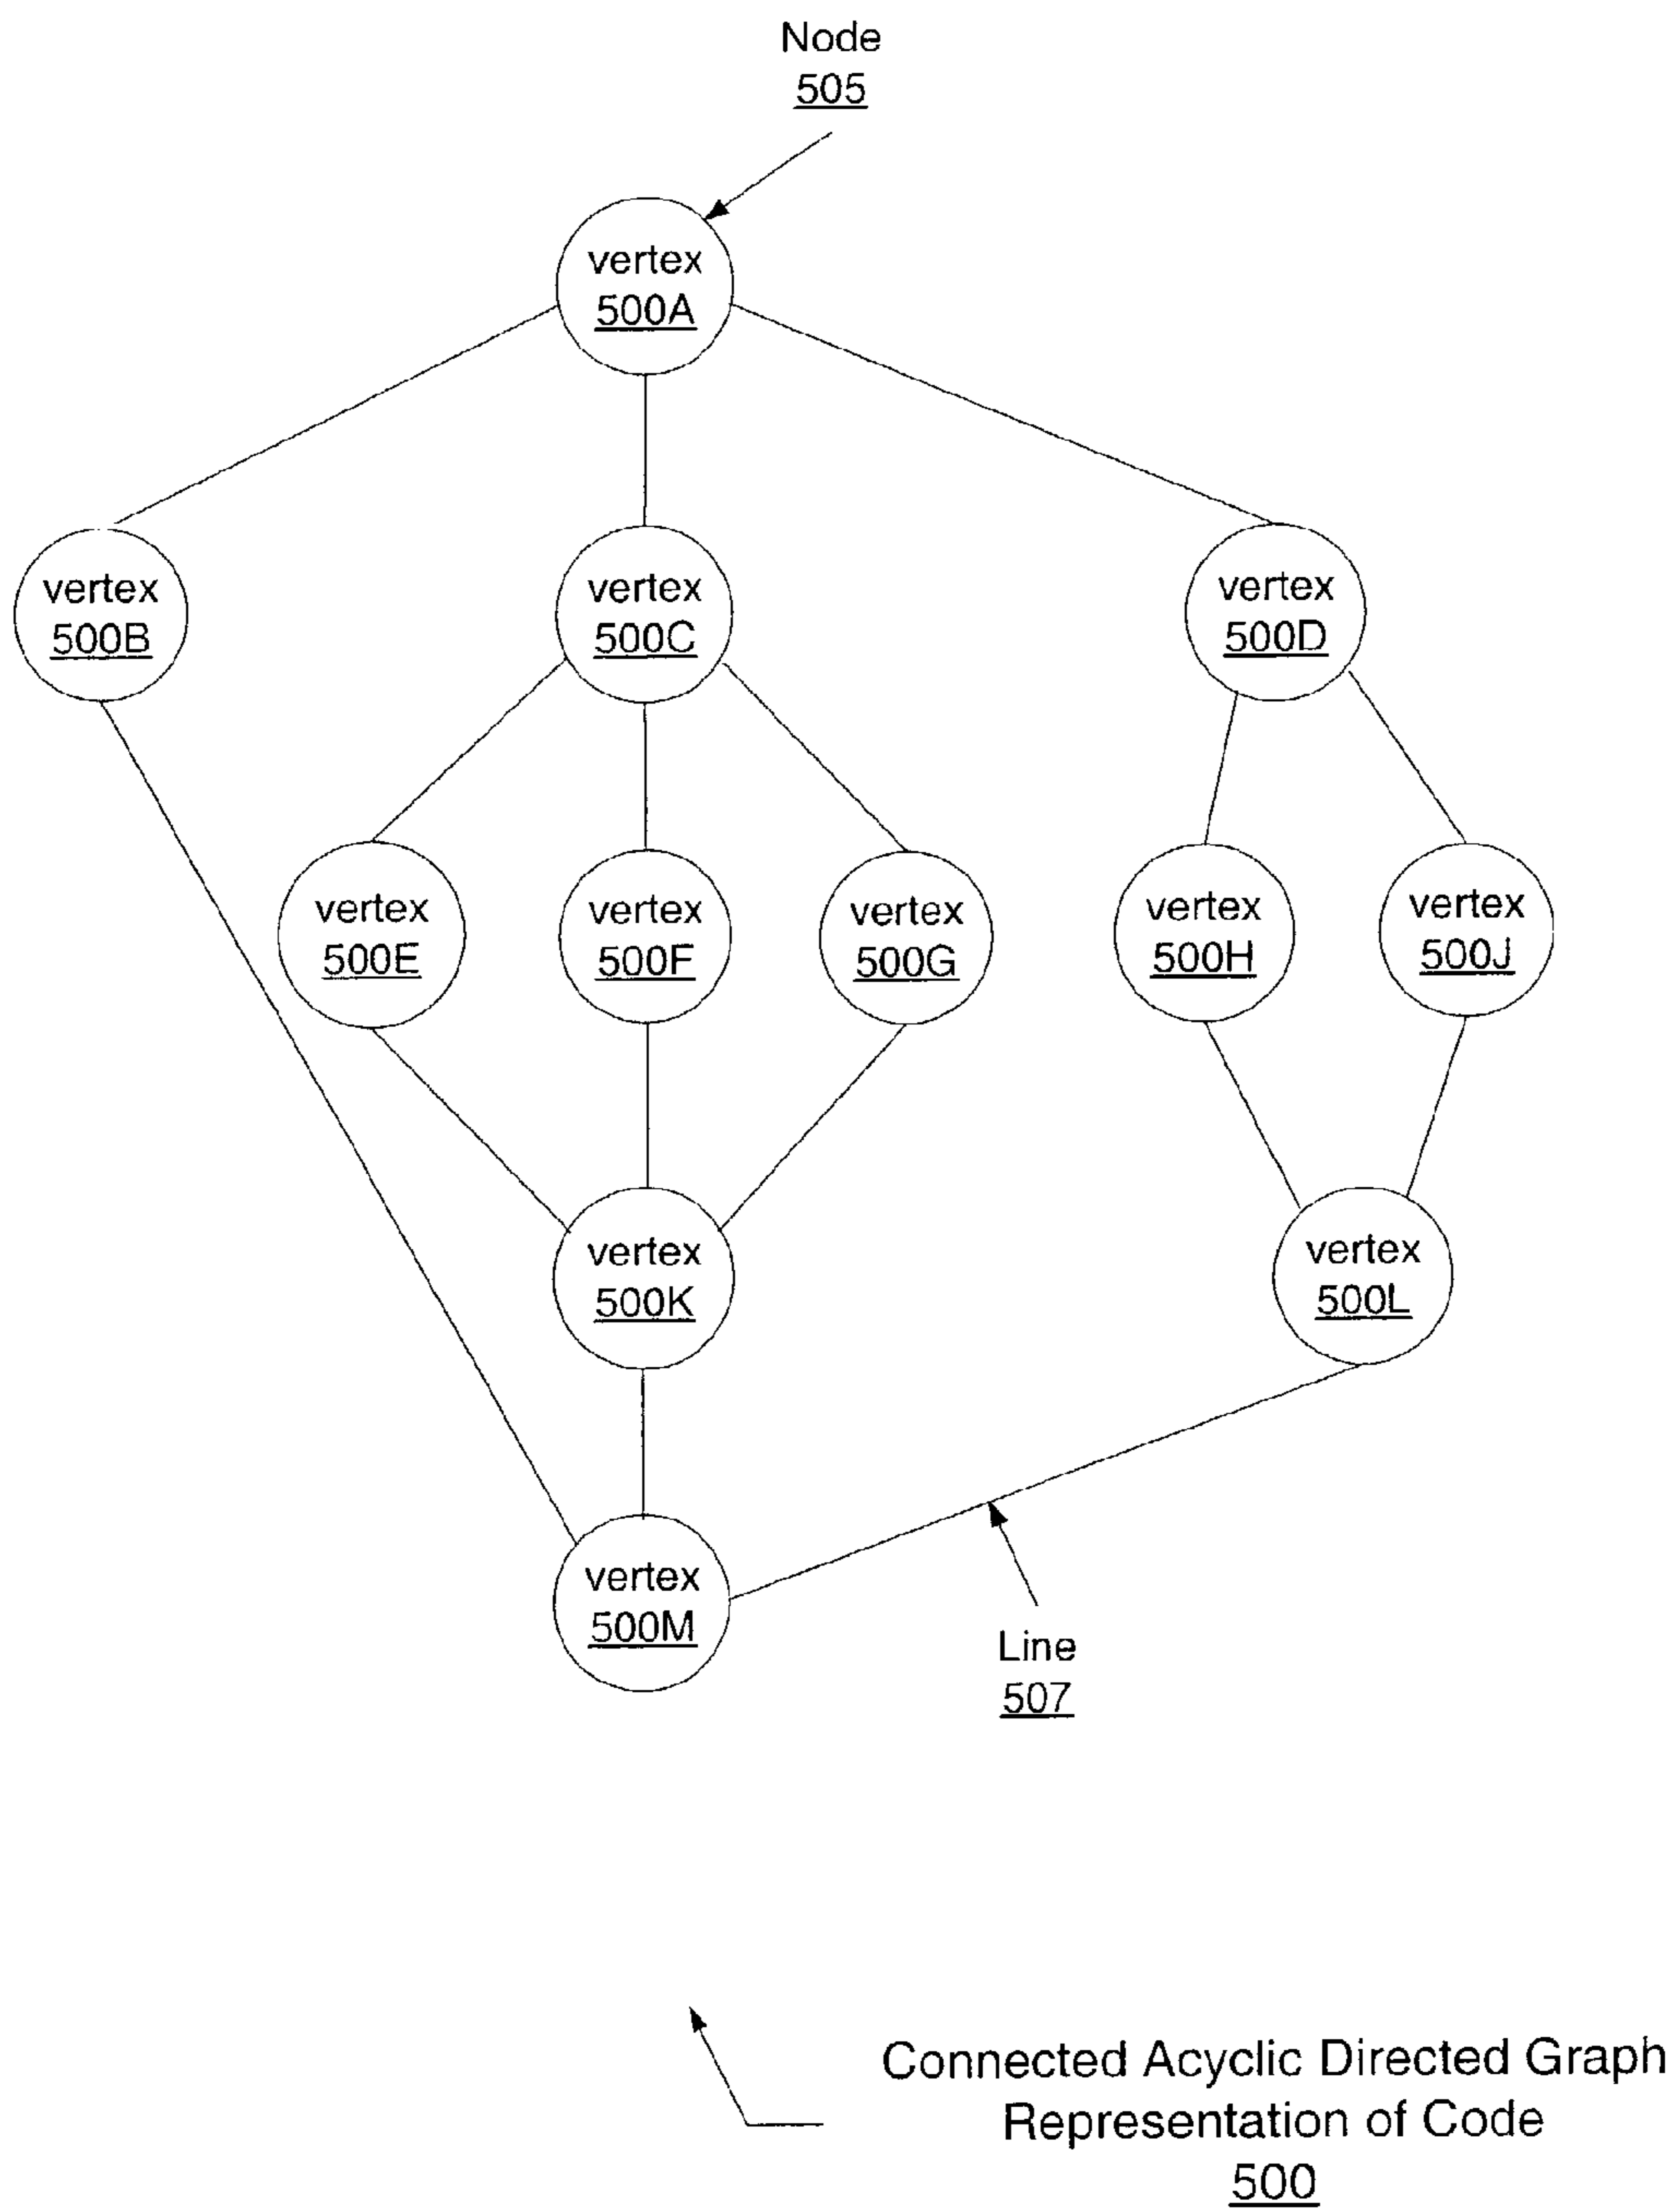 Node
505
vertex
500A
vertex
500B
vertex
500C
vertex
500D
vertex
500E
vertex
500F
vertex
500G
vertex
500H
vertex
500J
vertex
500K
vertex
500L
vertex
500M
Line
507
Connected Acyclic Directed Graph
Representation of Code
500